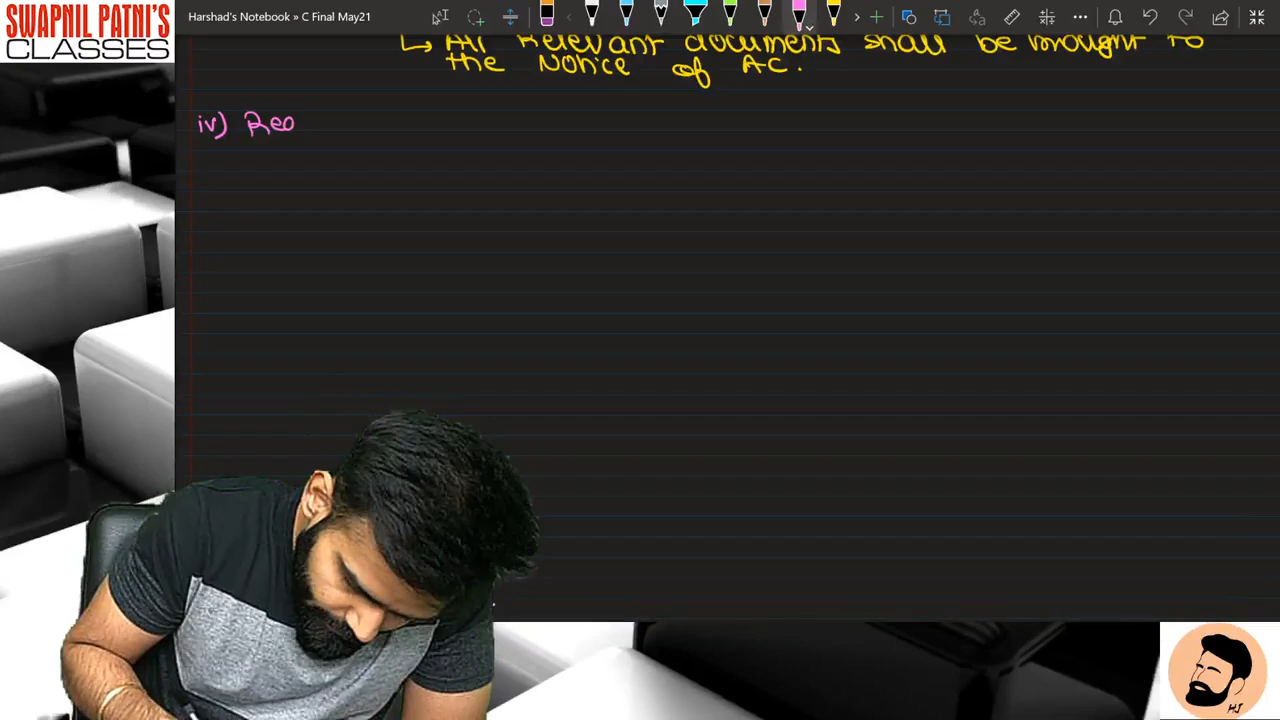 SWAPNIL PATNI'S
CLASSES
Harshad's Notebook » C Final May21
↳ All Relevant documents shall be brought to
the Notice of AC.
iv) Reo
HJ